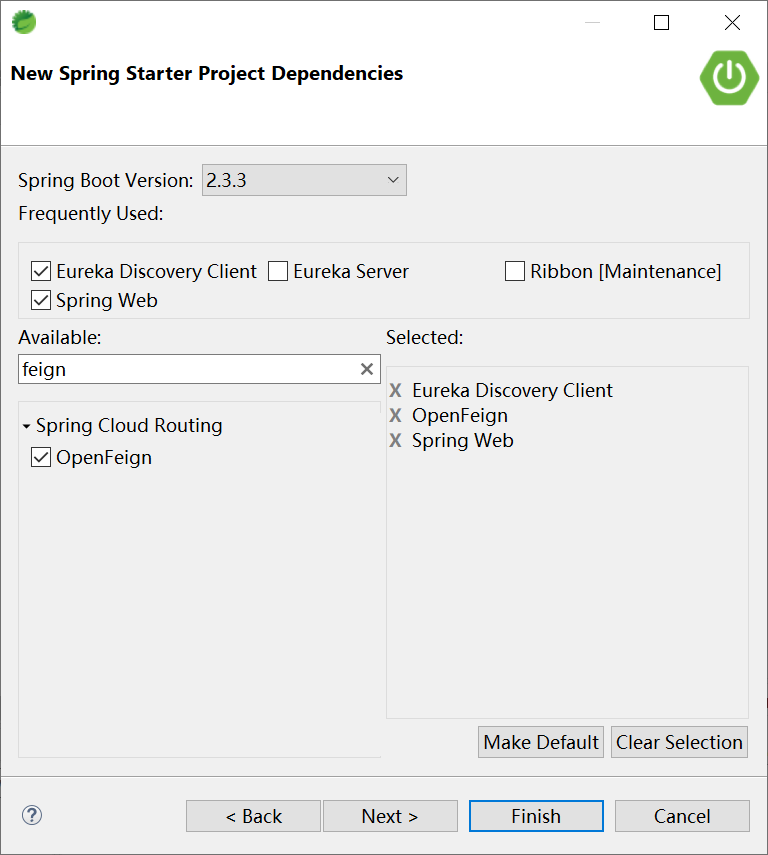 New Spring Starter Project Dependencies
Spring Boot Version: 2.3.3
Frequently Used:
Eureka Discovery Client Eureka Server Ribbon [Maintenance]
Spring Web
Available:
feign
Spring Cloud Routing
OpenFeign
Selected:
X Eureka Discovery Client
X OpenFeign
X Spring Web
Make Default Clear Selection
? < Back Next > Finish Cancel